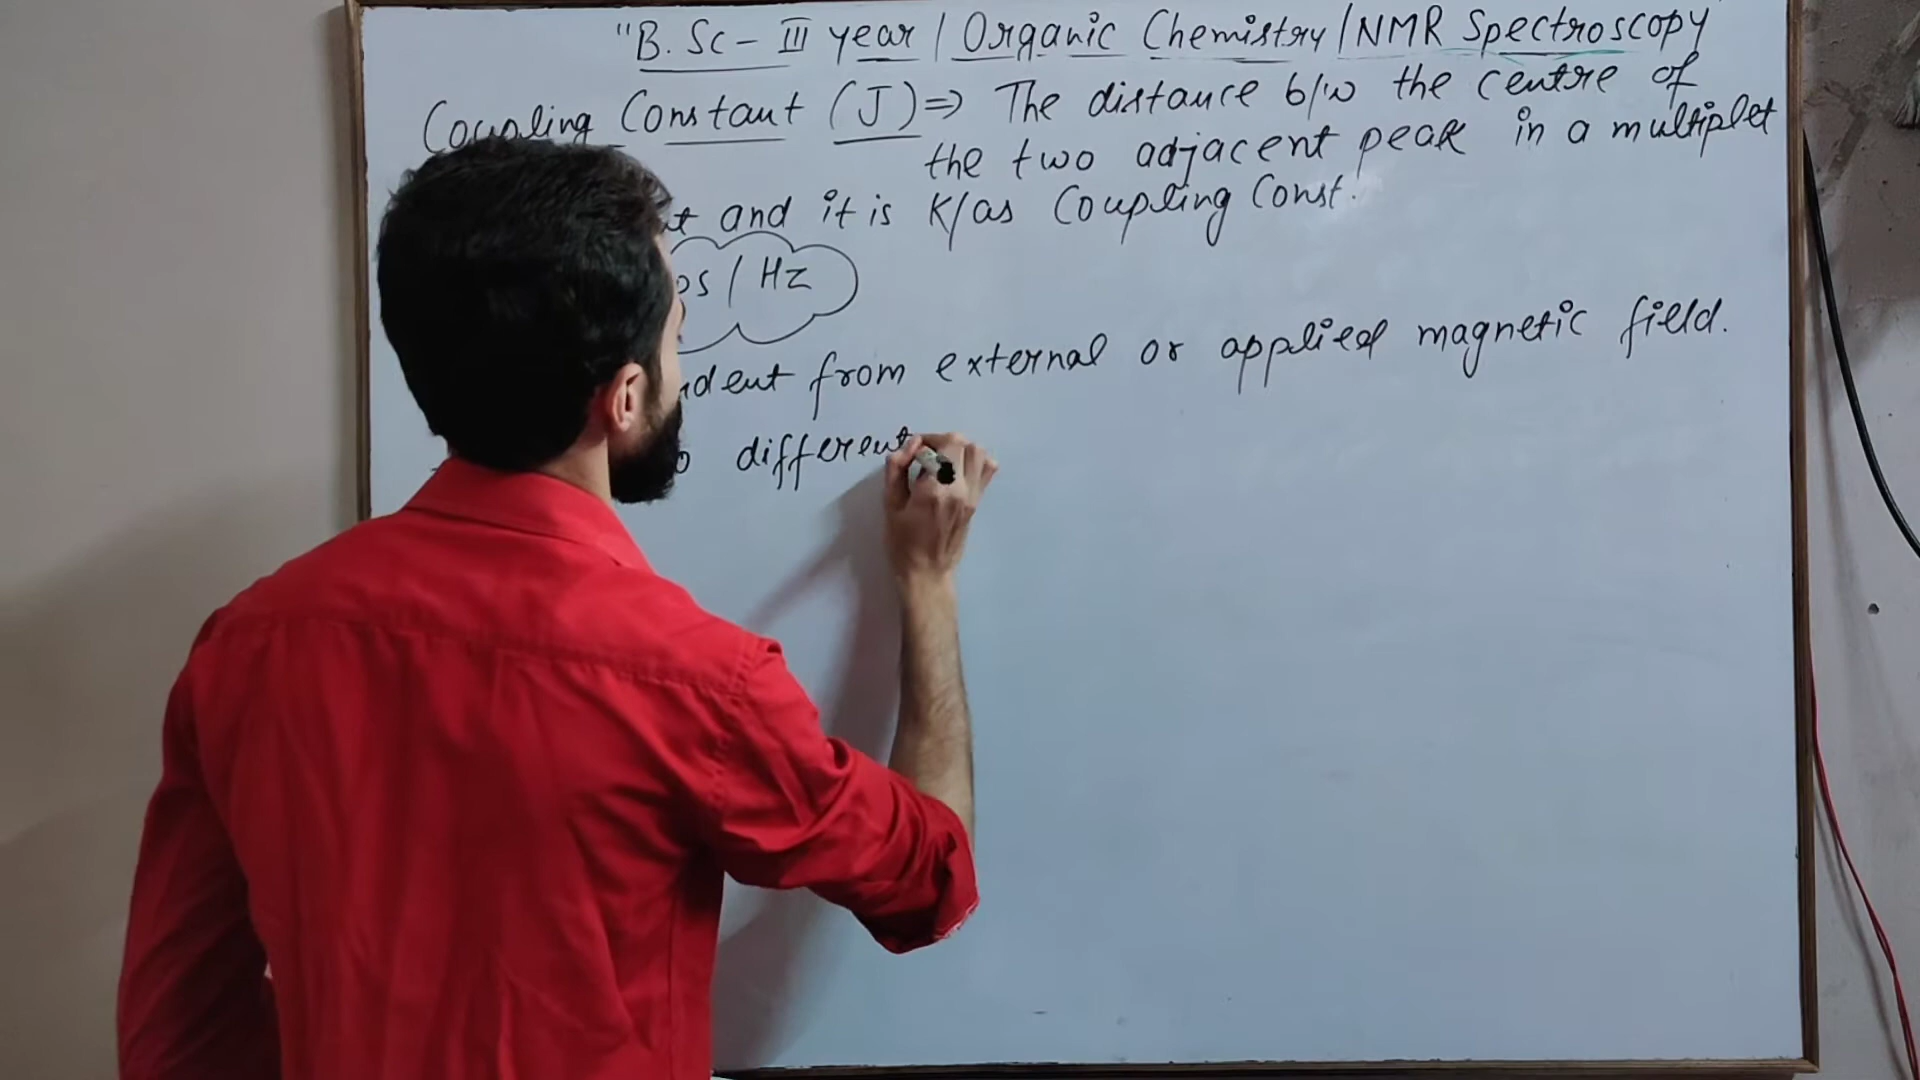 "B. Sc - III year / Organic Chemistry / NMR Spectroscopy
Coupling Constant (J) ⇒ The distance b/w the centre of
the two adjacent peak in a multiplet
and it is K/as Coupling Const.
/ Hz
from external or applied magnetic field.
different